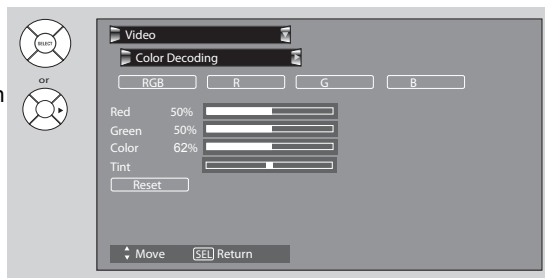 SELECT
or
n
Video
Color Decoding
RGB R G B
Red 50%
Green 50%
Color 62%
Tint
Reset
Move SEL Return